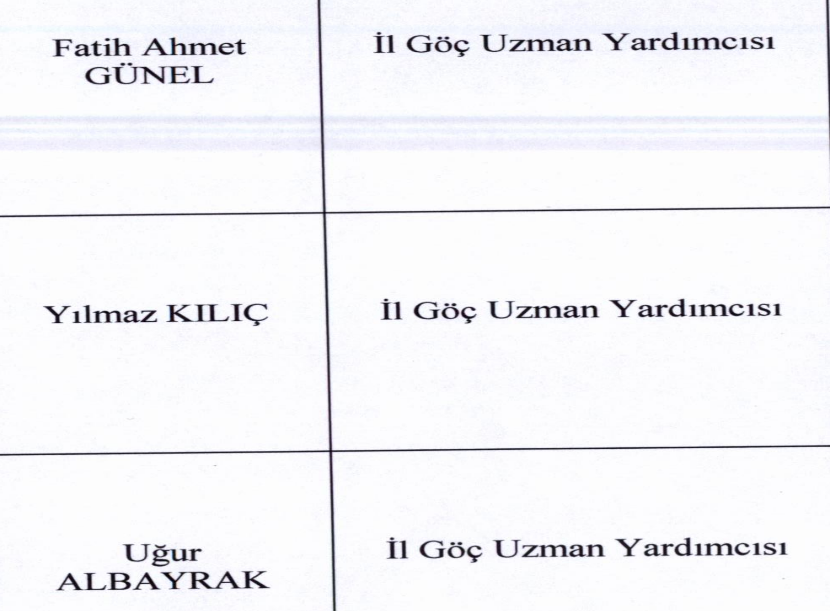 Fatih Ahmet
GÜNEL
İl Göç Uzman Yardımcısı
Yılmaz KILIÇ
İl Göç Uzman Yardımcısı
Uğur
ALBAYRAK
İl Göç Uzman Yardımcısı